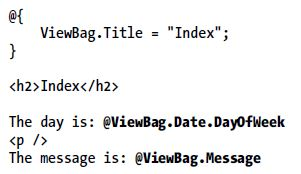 @{
    ViewBag.Title = "Index";
}
<h2>Index</h2>
The day is: @ViewBag.Date.DayOfWeek
<p />
The message is: @ViewBag.Message